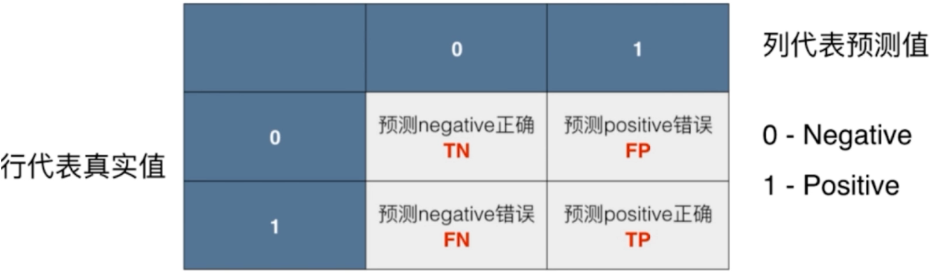 0
1
列代表预测值
0
预测negative正确
TN
预测positive错误
FP
0 - Negative
行代表真实值
1 - Positive
1
预测negative错误
FN
预测positive正确
TP